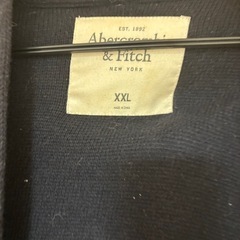 EST. 1892
Abercrombie
& Fitch
NEW YORK
XXL